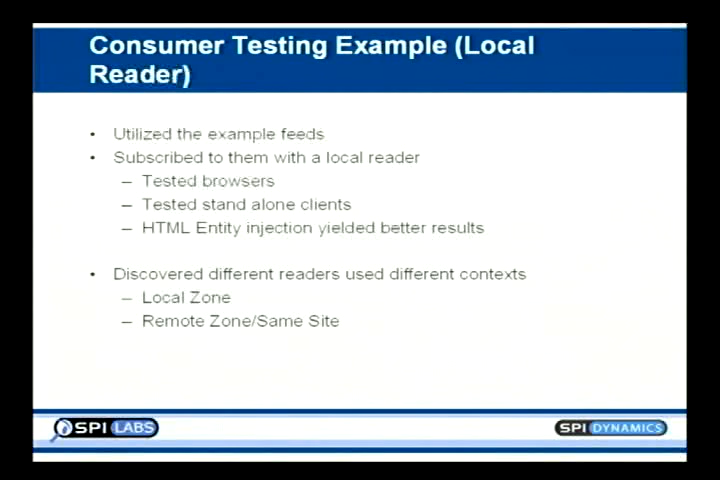 Consumer Testing Example (Local
Reader)
• Utilized the example feeds
• Subscribed to them with a local reader
– Tested browsers
– Tested stand alone clients
– HTML Entity injection yielded better results
• Discovered different readers used different contexts
– Local Zone
– Remote Zone/Same Site
SPI LABS
SPI DYNAMICS